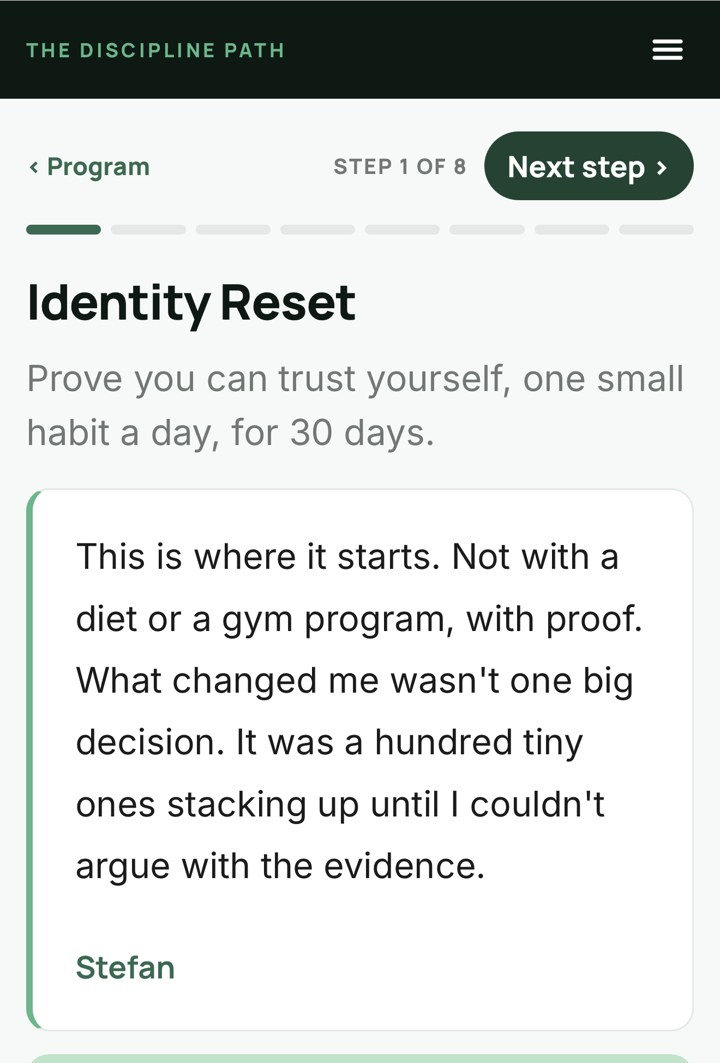 THE DISCIPLINE PATH
‹ Program
STEP 1 OF 8
Next step ›
Identity Reset
Prove you can trust yourself, one small
habit a day, for 30 days.
This is where it starts. Not with a
diet or a gym program, with proof.
What changed me wasn't one big
decision. It was a hundred tiny
ones stacking up until I couldn't
argue with the evidence.
Stefan